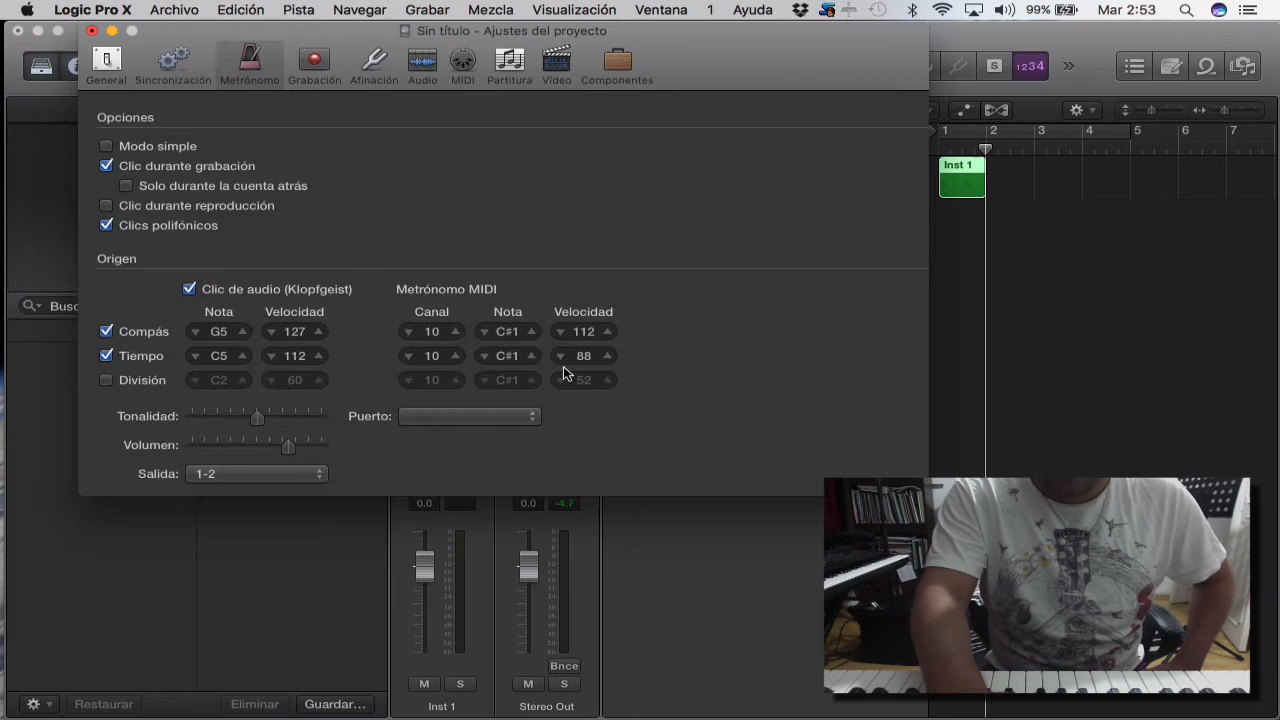 Logic Pro X Archivo Edición Pista Navegar Grabar Mezcla Visualización Ventana 1 Ayuda 99% Mar 2:53
Sin título - Ajustes del proyecto
General Sincronización Metrónomo Grabación Afinación Audio MIDI Partitura Vídeo Componentes
S 1234
1 2 3 4 5 6 7
Opciones
Modo simple
Clic durante grabación
Inst 1
Solo durante la cuenta atrás
Clic durante reproducción
Clics polifónicos
Origen
Clic de audio (Klopfgeist) Metrónomo MIDI
Busc
Nota Velocidad Canal Nota Velocidad
Compás G5 127 10 C#1 112
Tiempo C5 112 10 C#1 88
División C2 60 10 C#1 52
Tonalidad: Puerto:
Volumen:
Salida: 1-2
0.0 0.0 -4.7
Bnce
M S M S
Restaurar Eliminar Guardar... Inst 1 Stereo Out